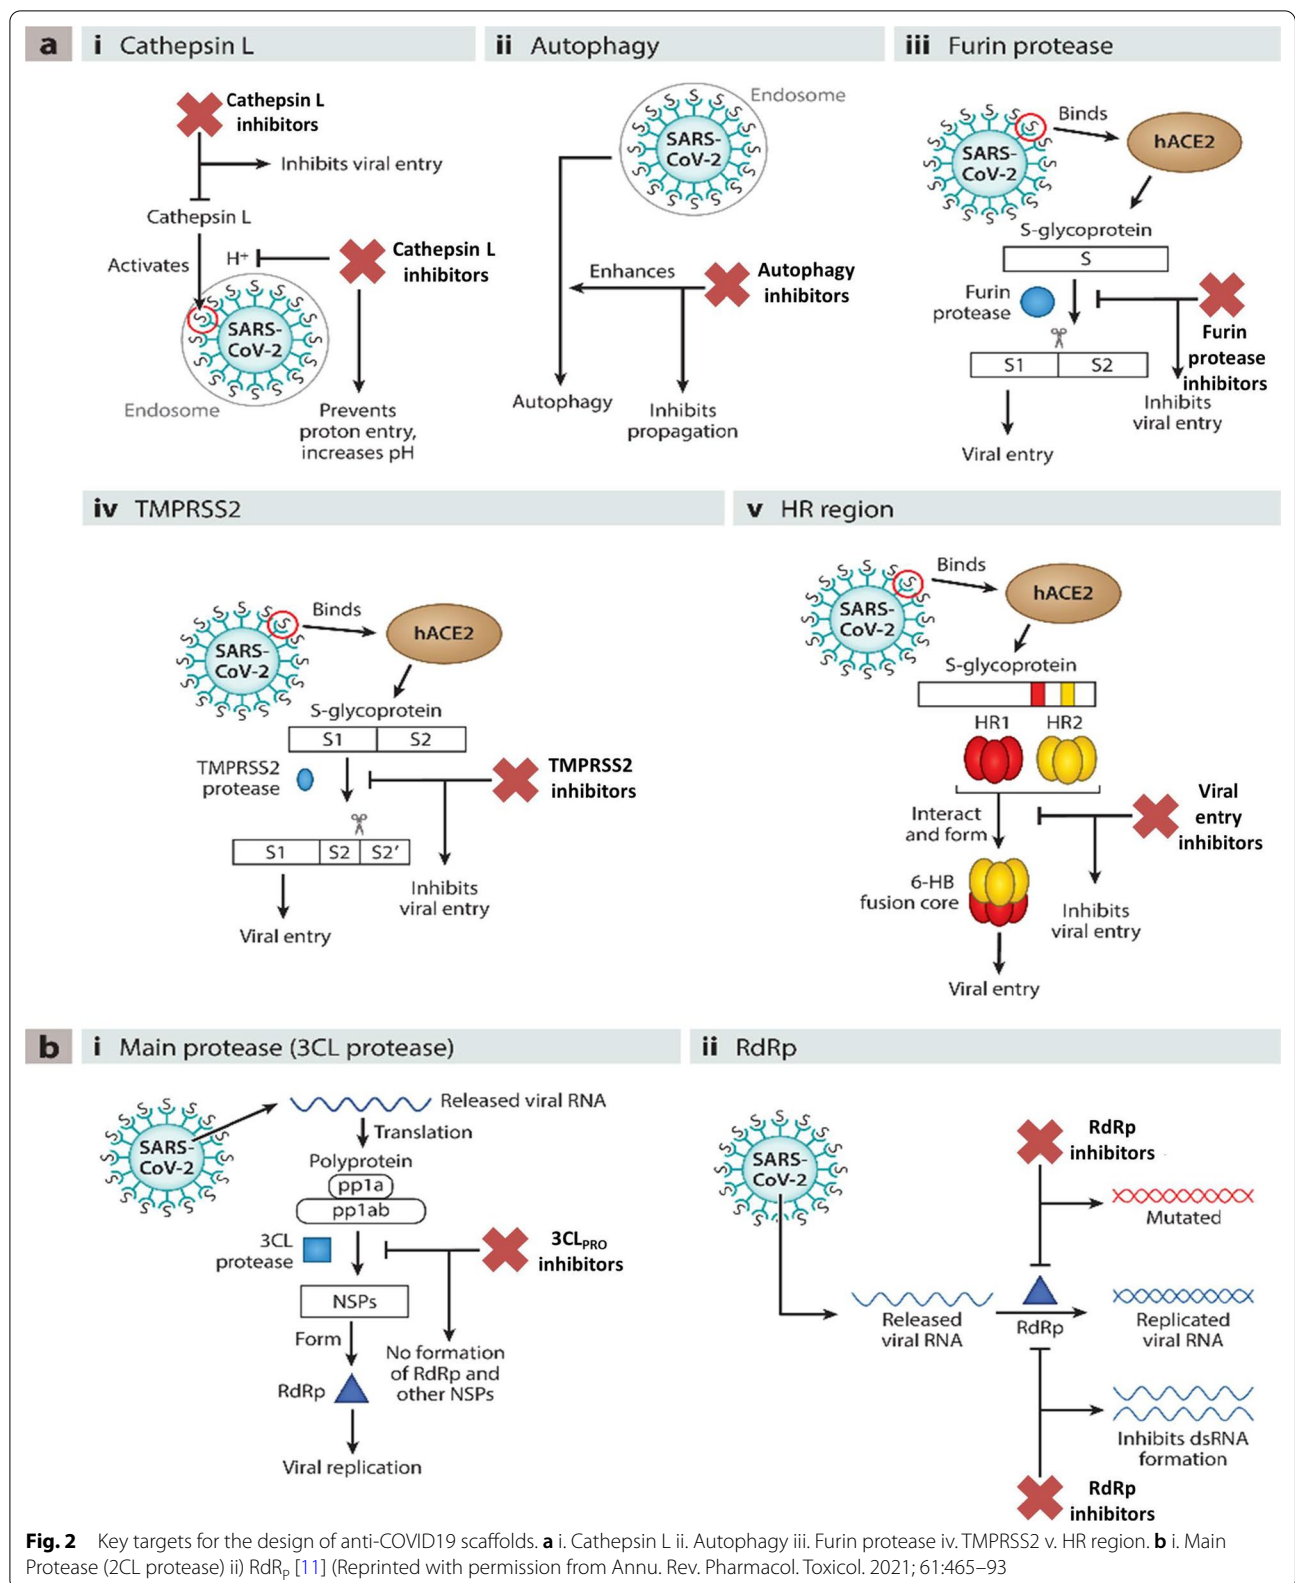 a i Cathepsin L
Cathepsin L
inhibitors
Inhibits viral entry
Cathepsin L
Activates
H+
Cathepsin L
inhibitors
S S S S S S S S S S S S S S S S
SARS-
CoV-2
Endosome
Prevents
proton entry,
increases pH
ii Autophagy
Endosome
S S S S S S S S S S S S S S S S
SARS-
CoV-2
Enhances
Autophagy
inhibitors
Autophagy
Inhibits
propagation
iii Furin protease
S S S S S S S S S S S S S S S S
SARS-
CoV-2
Binds
hACE2
S-glycoprotein
S
Furin
protease
Furin
protease
inhibitors
S1 S2
Inhibits
viral entry
Viral entry
iv TMPRSS2
S S S S S S S S S S S S S S S S
SARS-
CoV-2
Binds
hACE2
S-glycoprotein
S1 S2
TMPRSS2
protease
TMPRSS2
inhibitors
S1 S2 S2′
Inhibits
viral entry
Viral entry
v HR region
S S S S S S S S S S S S S S S S
SARS-
CoV-2
Binds
hACE2
S-glycoprotein
HR1 HR2
Interact
and form
Viral
entry
inhibitors
6-HB
fusion core
Inhibits
viral entry
Viral entry
b i Main protease (3CL protease)
S S S S S S S S S S S S S S S S
SARS-
CoV-2
Released viral RNA
Translation
Polyprotein
pp1a
pp1ab
3CL
protease
3CLPRO
inhibitors
NSPs
Form
No formation
of RdRp and
other NSPs
RdRp
Viral replication
ii RdRp
S S S S S S S S S S S S S S S S
SARS-
CoV-2
RdRp
inhibitors
Mutated
Released
viral RNA
RdRp
Replicated
viral RNA
Inhibits dsRNA
formation
RdRp
inhibitors
Fig. 2 Key targets for the design of anti-COVID19 scaffolds. a i. Cathepsin L ii. Autophagy iii. Furin protease iv. TMPRSS2 v. HR region. b i. Main
Protease (2CL protease) ii) RdRp [11] (Reprinted with permission from Annu. Rev. Pharmacol. Toxicol. 2021; 61:465–93